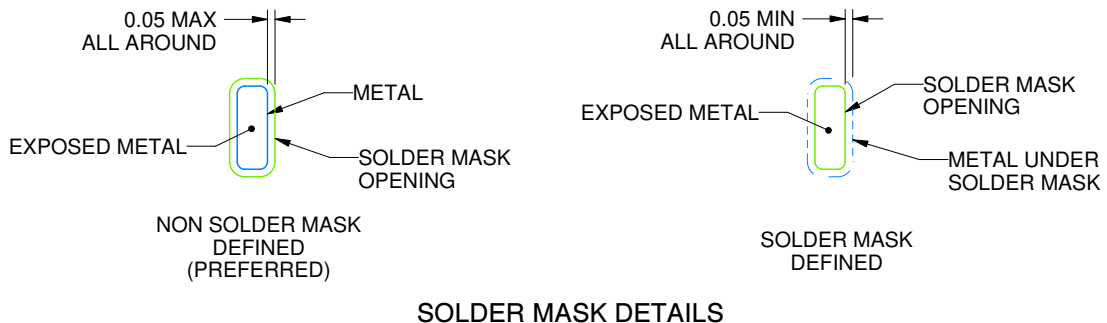 0.05 MAX
ALL AROUND
METAL
EXPOSED METAL
SOLDER MASK
OPENING
NON SOLDER MASK
DEFINED
(PREFERRED)
0.05 MIN
ALL AROUND
SOLDER MASK
OPENING
EXPOSED METAL
METAL UNDER
SOLDER MASK
SOLDER MASK
DEFINED
SOLDER MASK DETAILS